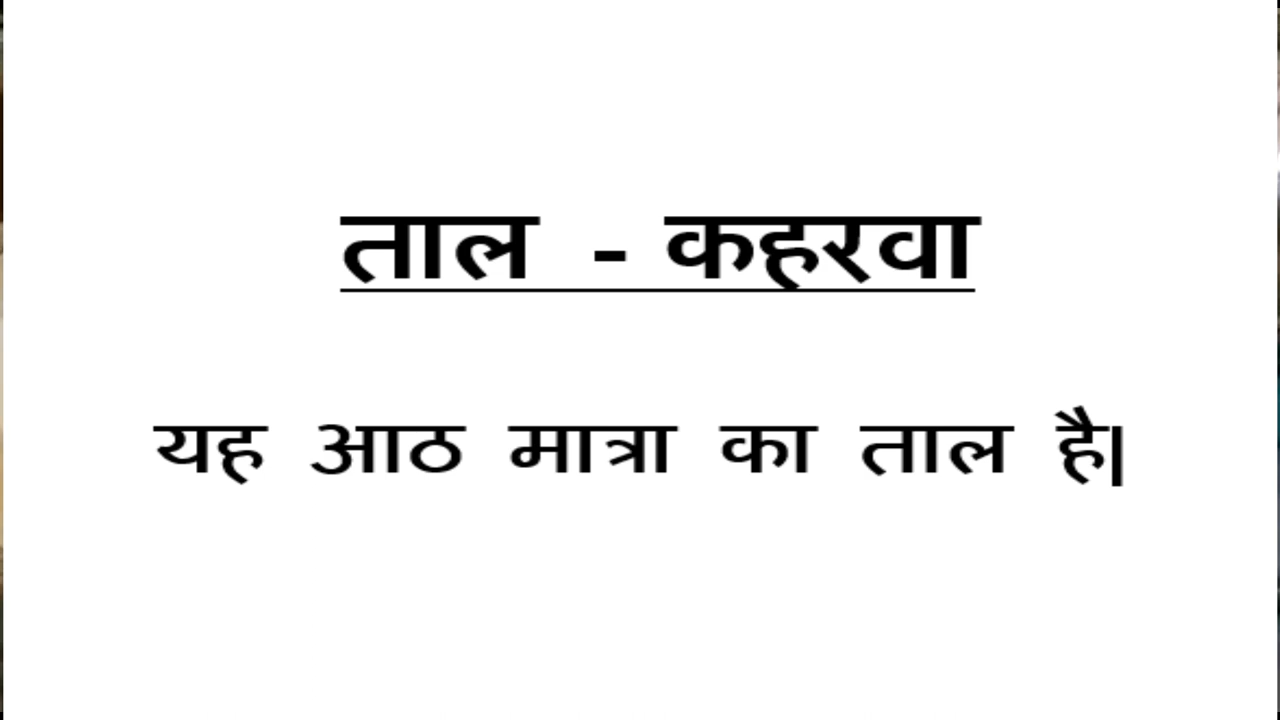 ताल - कहरवा
यह आठ मात्रा का ताल है|